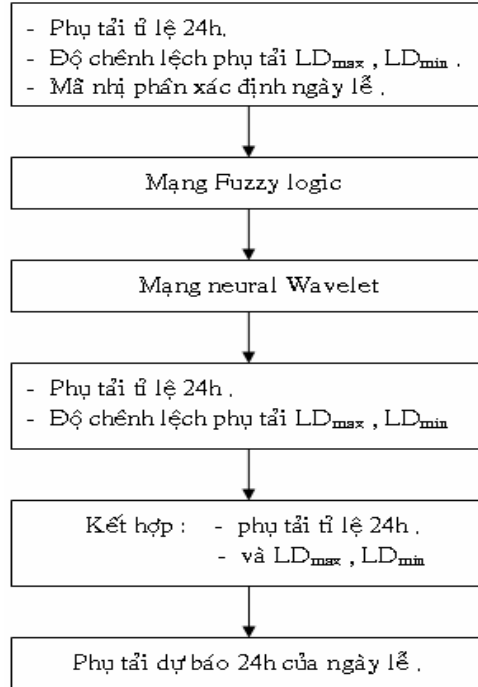 - Phụ tải tỉ lệ 24h.
- Độ chênh lệch phụ tải LDmax , LDmin .
- Mã nhị phân xác định ngày lễ .
Mạng Fuzzy logic
Mạng neural Wavelet
- Phụ tải tỉ lệ 24h .
- Độ chênh lệch phụ tải LDmax , LDmin
Kết hợp : - phụ tải tỉ lệ 24h .
- và LDmax , LDmin
Phụ tải dự báo 24h của ngày lễ .